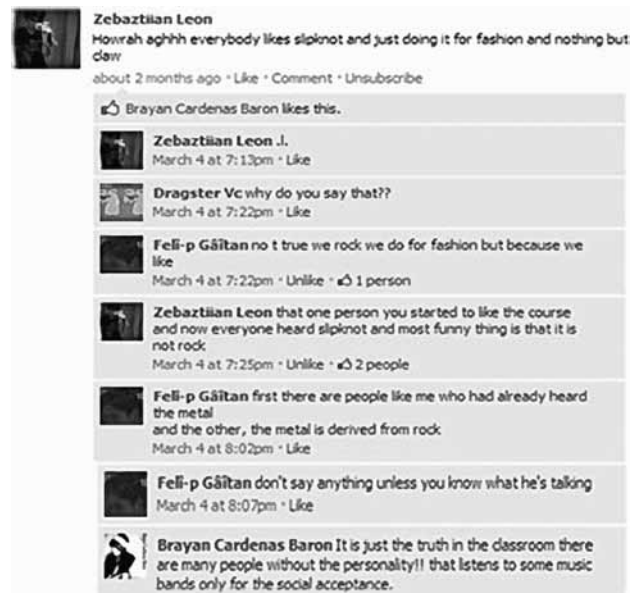 Zebaztiian Leon
Howrah aghhh everybody likes slipknot and just doing it for fashion and nothing but
claw
about 2 months ago · Like · Comment · Unsubscribe
Brayan Cardenas Baron likes this.
Zebaztiian Leon .l.
March 4 at 7:13pm · Like
Dragster Vc why do you say that??
March 4 at 7:22pm · Like
Feli-p Gäïtan no t true we rock we do for fashion but because we
like
March 4 at 7:22pm · Unlike · 1 person
Zebaztiian Leon that one person you started to like the course
and now everyone heard slipknot and most funny thing is that it is
not rock
March 4 at 7:25pm · Unlike · 2 people
Feli-p Gäïtan first there are people like me who had already heard
the metal
and the other, the metal is derived from rock
March 4 at 8:02pm · Like
Feli-p Gäïtan don't say anything unless you know what he's talking
March 4 at 8:07pm · Like
Brayan Cardenas Baron It is just the truth in the classroom there
are many people without the personality!! that listens to some music
bands only for the social acceptance.